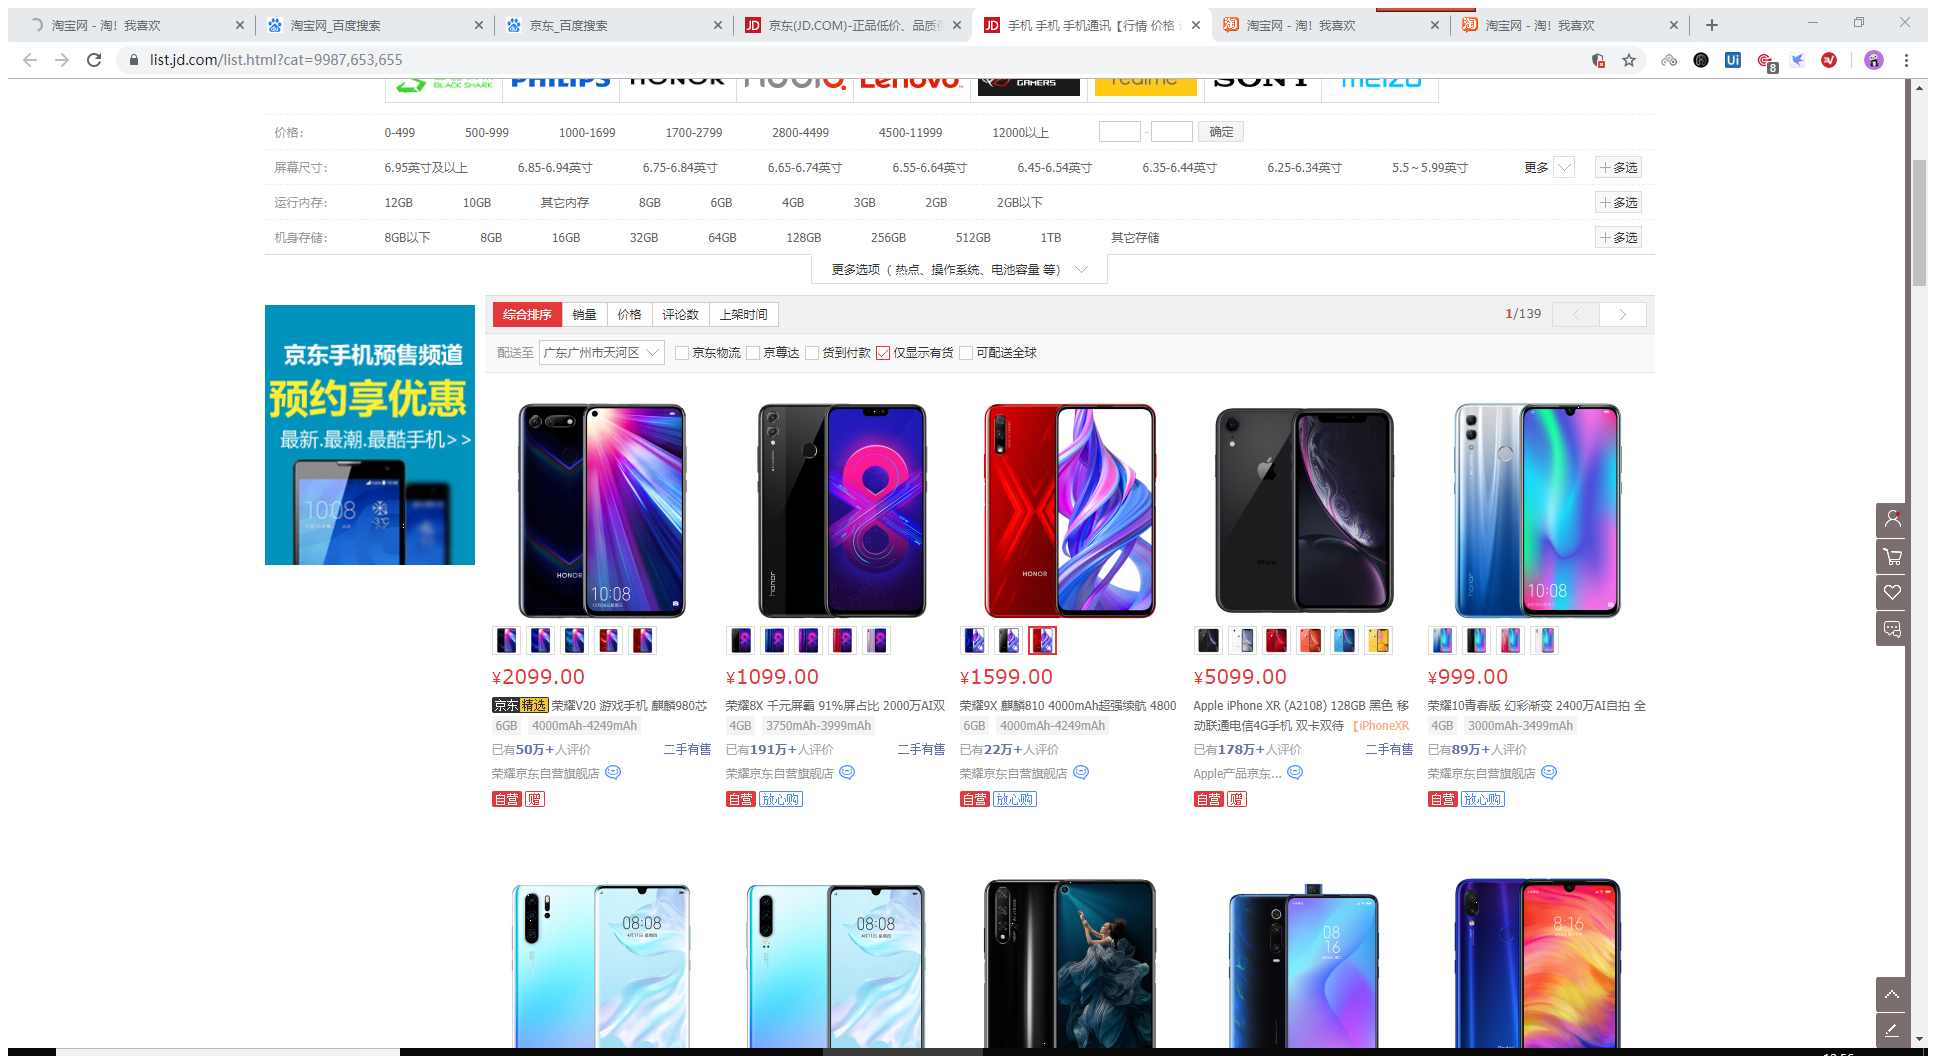 淘宝网 - 淘！我喜欢
淘宝网_百度搜索
京东_百度搜索
京东(JD.COM)-正品低价、品质保
手机 手机 手机通讯【行情 价格
淘宝网 - 淘！我喜欢
淘宝网 - 淘！我喜欢
list.jd.com/list.html?cat=9987,653,655
BLACK SHARK
PHILIPS
HONOR
Lenovo
GAMERS
realme
SONY
meizu
价格：
0-499
500-999
1000-1699
1700-2799
2800-4499
4500-11999
12000以上
确定
屏幕尺寸：
6.95英寸及以上
6.85-6.94英寸
6.75-6.84英寸
6.65-6.74英寸
6.55-6.64英寸
6.45-6.54英寸
6.35-6.44英寸
6.25-6.34英寸
5.5～5.99英寸
更多
多选
运行内存：
12GB
10GB
其它内存
8GB
6GB
4GB
3GB
2GB
2GB以下
多选
机身存储：
8GB以下
8GB
16GB
32GB
64GB
128GB
256GB
512GB
1TB
其它存储
多选
更多选项（ 热点、操作系统、电池容量 等）
京东手机预售频道
预约享优惠
最新.最潮.最酷手机>>
10:08
-3℃
综合排序
销量
价格
评论数
上架时间
1/139
配送至
广东广州市天河区
京东物流
京尊达
货到付款
仅显示有货
可配送全球
HONOR
10:08
honor
HONOR
iPhone
honor
10:08
¥2099.00
京东精选 荣耀V20 游戏手机 麒麟980芯
6GB
4000mAh-4249mAh
已有50万+人评价
二手有售
荣耀京东自营旗舰店
自营
赠
¥1099.00
荣耀8X 千元屏霸 91%屏占比 2000万AI双
4GB
3750mAh-3999mAh
已有191万+人评价
二手有售
荣耀京东自营旗舰店
自营
放心购
¥1599.00
荣耀9X 麒麟810 4000mAh超强续航 4800
6GB
4000mAh-4249mAh
已有22万+人评价
荣耀京东自营旗舰店
自营
放心购
¥5099.00
Apple iPhone XR (A2108) 128GB 黑色 移
动联通电信4G手机 双卡双待 【iPhoneXR
已有178万+人评价
二手有售
Apple产品京东...
自营
赠
¥999.00
荣耀10青春版 幻彩渐变 2400万AI自拍 全
4GB
3000mAh-3499mAh
已有89万+人评价
荣耀京东自营旗舰店
自营
放心购
08:08
08:08
08
16
8:16